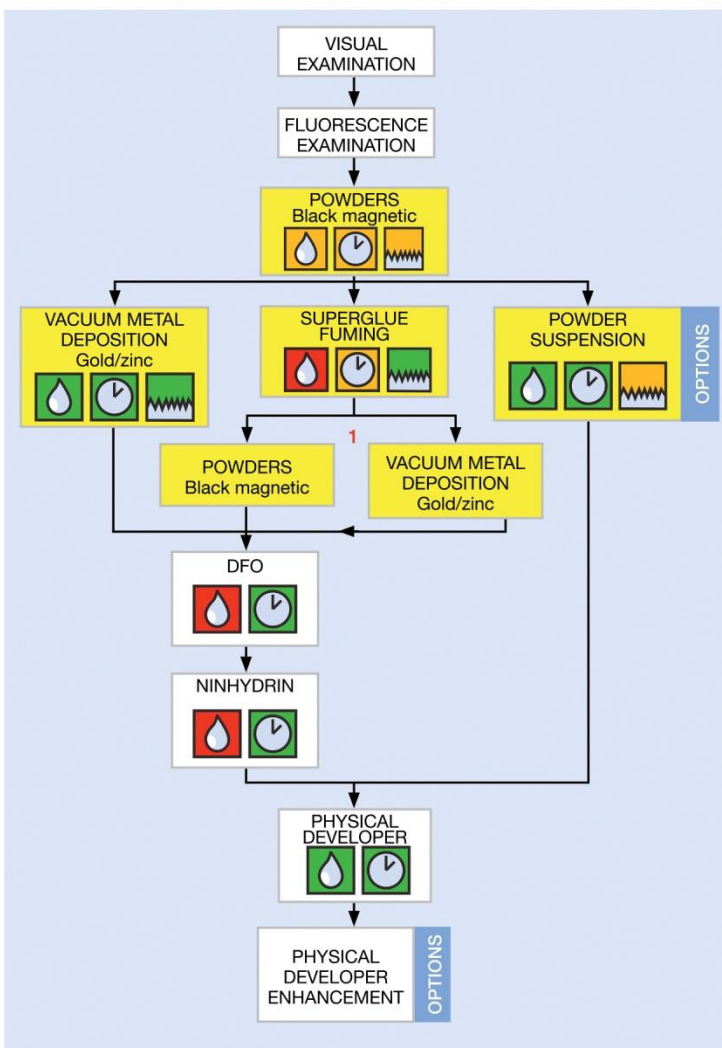 VISUAL
EXAMINATION
FLUORESCENCE
EXAMINATION
POWDERS
Black magnetic
VACUUM METAL
DEPOSITION
Gold/zinc
SUPERGLUE
FUMING
POWDER
SUSPENSION
OPTIONS
1
POWDERS
Black magnetic
VACUUM METAL
DEPOSITION
Gold/zinc
DFO
NINHYDRIN
PHYSICAL
DEVELOPER
PHYSICAL
DEVELOPER
ENHANCEMENT
OPTIONS